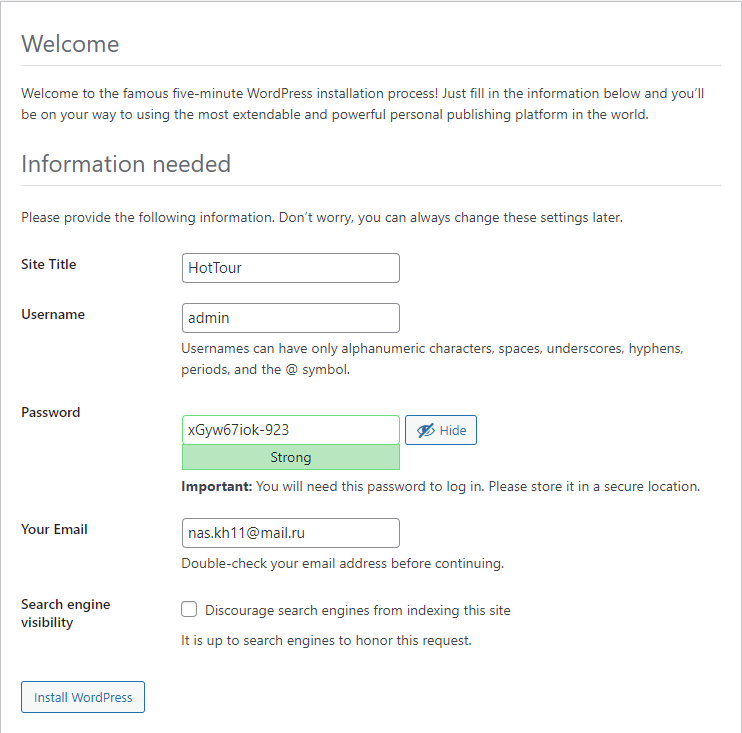 Welcome
Welcome to the famous five-minute WordPress installation process! Just fill in the information below and you’ll
be on your way to using the most extendable and powerful personal publishing platform in the world.
Information needed
Please provide the following information. Don’t worry, you can always change these settings later.
Site Title
HotTour
Username
admin
Usernames can have only alphanumeric characters, spaces, underscores, hyphens,
periods, and the @ symbol.
Password
xGyw67iok-923
Hide
Strong
Important: You will need this password to log in. Please store it in a secure location.
Your Email
nas.kh11@mail.ru
Double-check your email address before continuing.
Search engine
visibility
Discourage search engines from indexing this site
It is up to search engines to honor this request.
Install WordPress